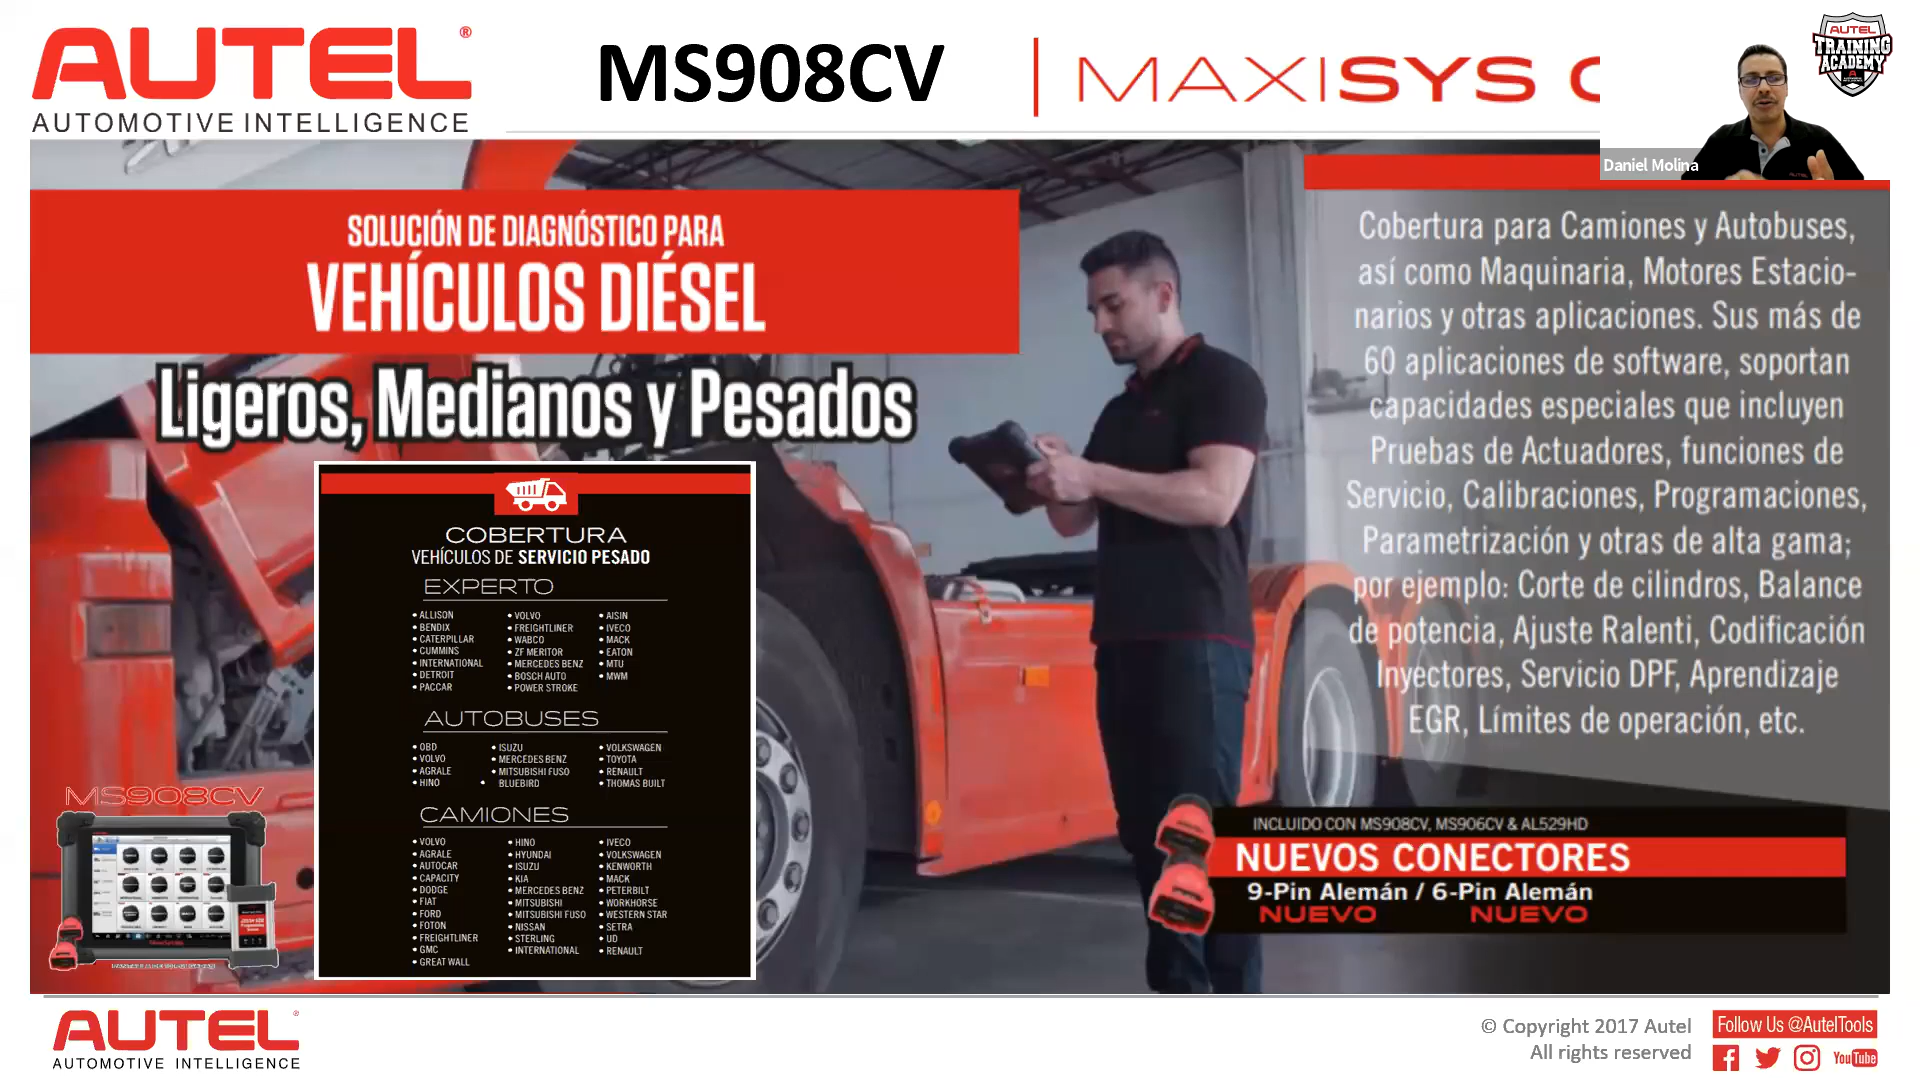 AUTEL®
AUTOMOTIVE INTELLIGENCE
MS908CV
MAXISYS C
AUTEL
TRAINING
ACADEMY
Daniel Molina
SOLUCIÓN DE DIAGNÓSTICO PARA
VEHÍCULOS DIÉSEL
Ligeros, Medianos y Pesados
Cobertura para Camiones y Autobuses,
así como Maquinaria, Motores Estacio-
narios y otras aplicaciones. Sus más de
60 aplicaciones de software, soportan
capacidades especiales que incluyen
Pruebas de Actuadores, funciones de
Servicio, Calibraciones, Programaciones,
Parametrización y otras de alta gama;
por ejemplo: Corte de cilindros, Balance
de potencia, Ajuste Ralenti, Codificación
Inyectores, Servicio DPF, Aprendizaje
EGR, Límites de operación, etc.
COBERTURA
VEHÍCULOS DE SERVICIO PESADO
EXPERTO
• ALLISON
• BENDIX
• CATERPILLAR
• CUMMINS
• INTERNATIONAL
• DETROIT
• PACCAR
• VOLVO
• FREIGHTLINER
• WABCO
• ZF MERITOR
• MERCEDES BENZ
• BOSCH AUTO
• POWER STROKE
• AISIN
• IVECO
• MACK
• EATON
• MTU
• MWM
AUTOBUSES
• OBD
• VOLVO
• AGRALE
• HINO
• ISUZU
• MERCEDES BENZ
• MITSUBISHI FUSO
• BLUEBIRD
• VOLKSWAGEN
• TOYOTA
• RENAULT
• THOMAS BUILT
CAMIONES
• VOLVO
• AGRALE
• AUTOCAR
• CAPACITY
• DODGE
• FIAT
• FORD
• FOTON
• FREIGHTLINER
• GMC
• GREAT WALL
• HINO
• HYUNDAI
• ISUZU
• KIA
• MERCEDES BENZ
• MITSUBISHI
• MITSUBISHI FUSO
• NISSAN
• STERLING
• INTERNATIONAL
• IVECO
• VOLKSWAGEN
• KENWORTH
• MACK
• PETERBILT
• WORKHORSE
• WESTERN STAR
• SETRA
• UD
• RENAULT
MS908CV
INCLUIDO CON MS908CV, MS906CV & AL529HD
NUEVOS CONECTORES
9-Pin Alemán / 6-Pin Alemán
NUEVO NUEVO
AUTEL®
AUTOMOTIVE INTELLIGENCE
© Copyright 2017 Autel
All rights reserved
Follow Us @AutelTools
YouTube